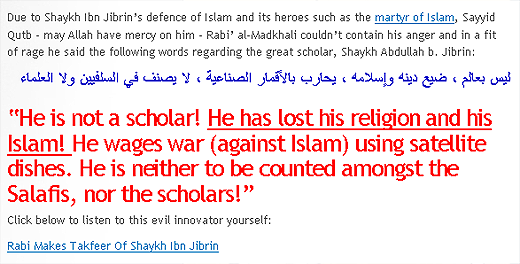 Due to Shaykh Ibn Jibrin's defence of Islam and its heroes such as the martyr of Islam, Sayyid
Qutb - may Allah have mercy on him - Rabi' al-Madkhali couldn't contain his anger and in a fit
of rage he said the following words regarding the great scholar, Shaykh Abdullah b. Jibrin:
ليس بعالم ، ضيع دينه وإسلامه ، يحارب بالأقمار الصناعية ، لا يصنف في السلفيين ولا العلماء
“He is not a scholar! He has lost his religion and his
Islam! He wages war (against Islam) using satellite
dishes. He is neither to be counted amongst the
Salafis, nor the scholars!”
Click below to listen to this evil innovator yourself:
Rabi Makes Takfeer Of Shaykh Ibn Jibrin